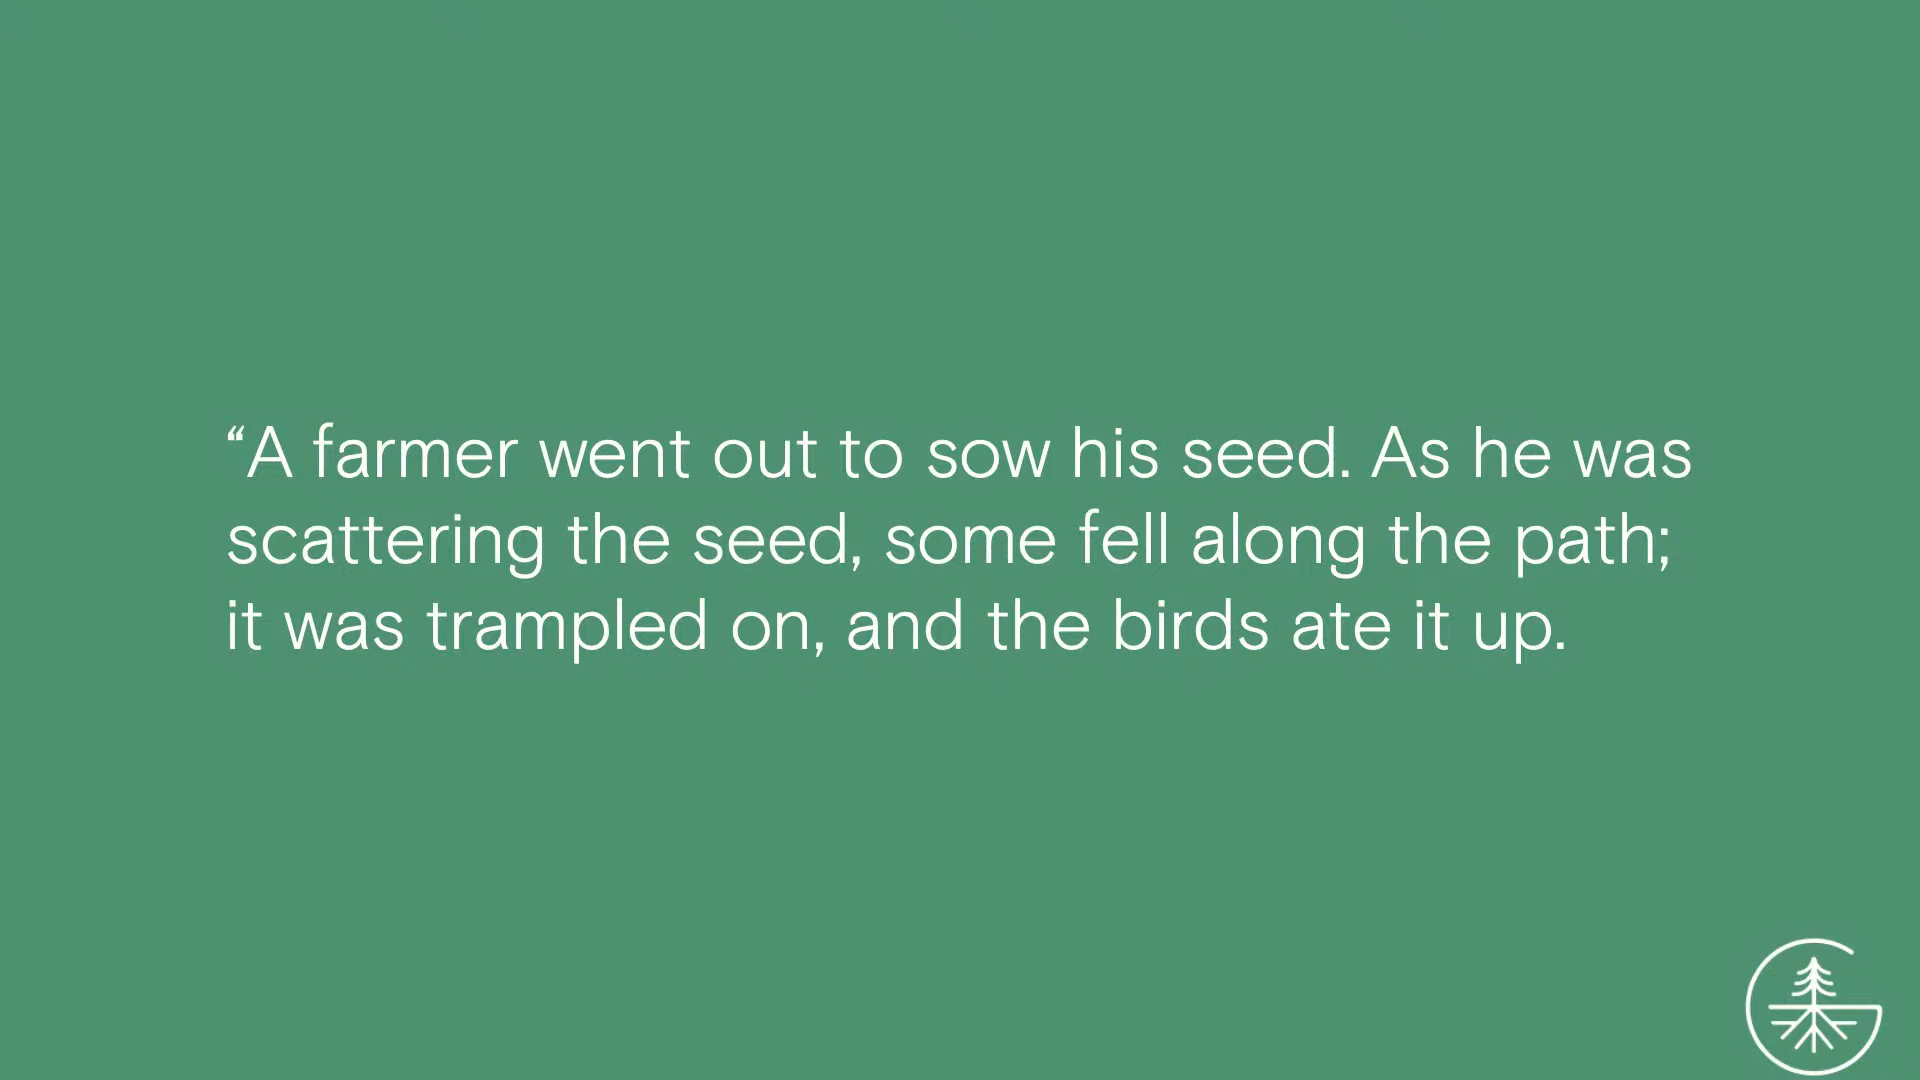 “A farmer went out to sow his seed. As he was
scattering the seed, some fell along the path;
it was trampled on, and the birds ate it up.